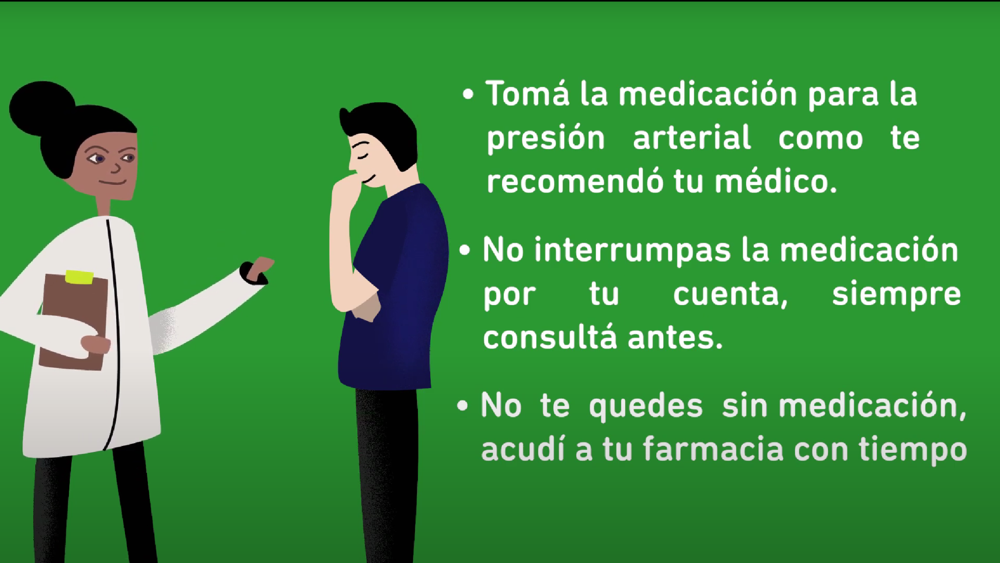 • Tomá la medicación para la
presión arterial como te
recomendó tu médico.
• No interrumpas la medicación
por tu cuenta, siempre
consultá antes.
• No te quedes sin medicación,
acudí a tu farmacia con tiempo